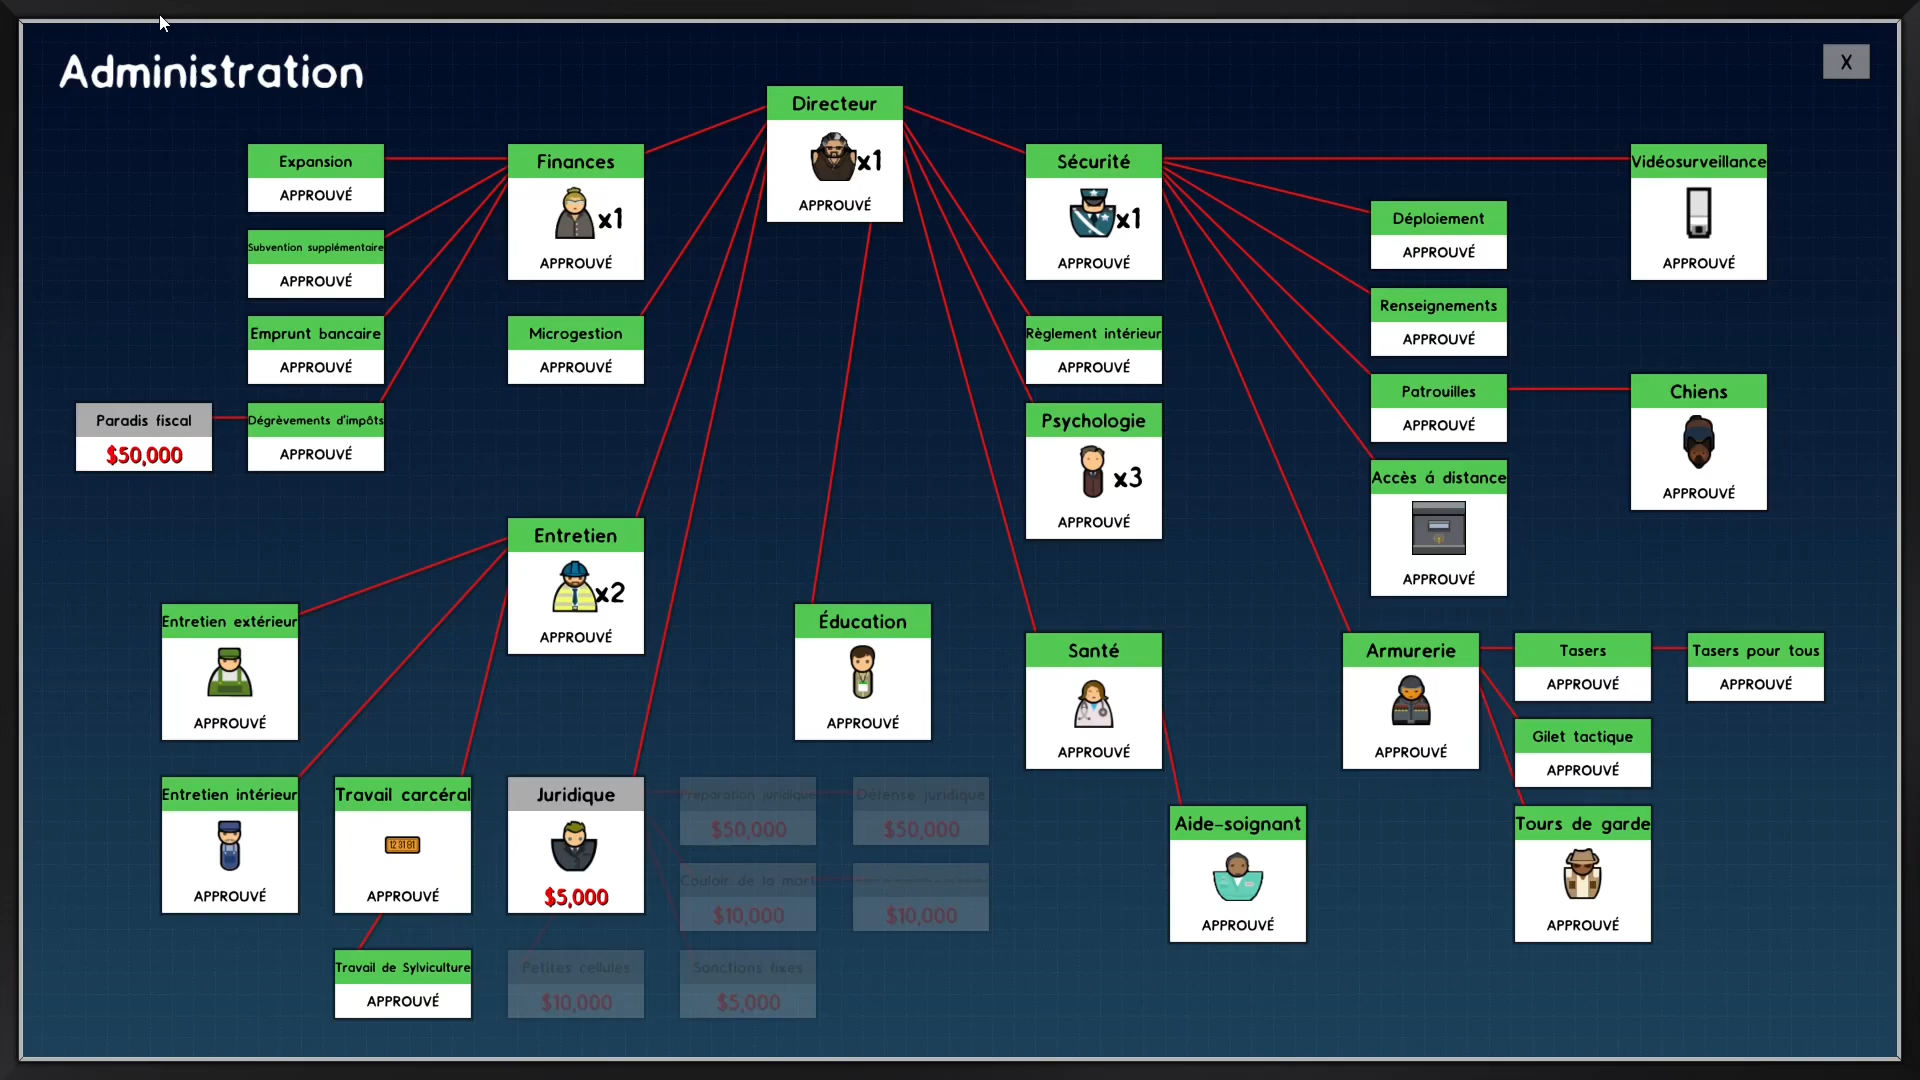 Administration
X
Directeur
x1
APPROUVÉ
Expansion
APPROUVÉ
Finances
x1
APPROUVÉ
Sécurité
x1
APPROUVÉ
Vidéosurveillance
APPROUVÉ
Déploiement
APPROUVÉ
Subvention supplémentaire
APPROUVÉ
Renseignements
APPROUVÉ
Emprunt bancaire
APPROUVÉ
Microgestion
APPROUVÉ
Règlement intérieur
APPROUVÉ
Patrouilles
APPROUVÉ
Chiens
APPROUVÉ
Paradis fiscal
$50,000
Dégrèvements d'impôts
APPROUVÉ
Psychologie
x3
APPROUVÉ
Accès á distance
APPROUVÉ
Entretien
x2
APPROUVÉ
Entretien extérieur
APPROUVÉ
Éducation
APPROUVÉ
Santé
APPROUVÉ
Armurerie
APPROUVÉ
Tasers
APPROUVÉ
Tasers pour tous
APPROUVÉ
Gilet tactique
APPROUVÉ
Entretien intérieur
APPROUVÉ
Travail carcéral
12 31 81
APPROUVÉ
Juridique
$5,000
Préparation juridique
$50,000
Défense juridique
$50,000
Couloir de la mort
$10,000
$10,000
Aide-soignant
APPROUVÉ
Tours de garde
APPROUVÉ
Travail de Sylviculture
APPROUVÉ
Petites cellules
$10,000
Sanctions fixes
$5,000